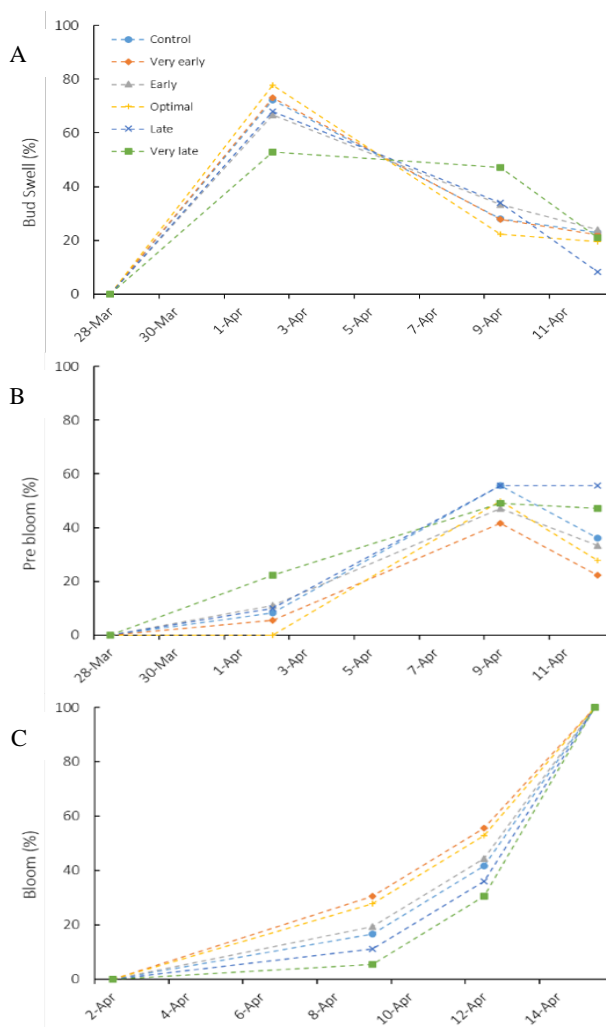 A
Bud Swell (%)
100
80
60
40
20
0
Control
Very early
Early
Optimal
Late
Very late
28-Mar
30-Mar
1-Apr
3-Apr
5-Apr
7-Apr
9-Apr
11-Apr
B
Pre bloom (%)
100
80
60
40
20
0
28-Mar
30-Mar
1-Apr
3-Apr
5-Apr
7-Apr
9-Apr
11-Apr
C
Bloom (%)
100
80
60
40
20
0
2-Apr
4-Apr
6-Apr
8-Apr
10-Apr
12-Apr
14-Apr